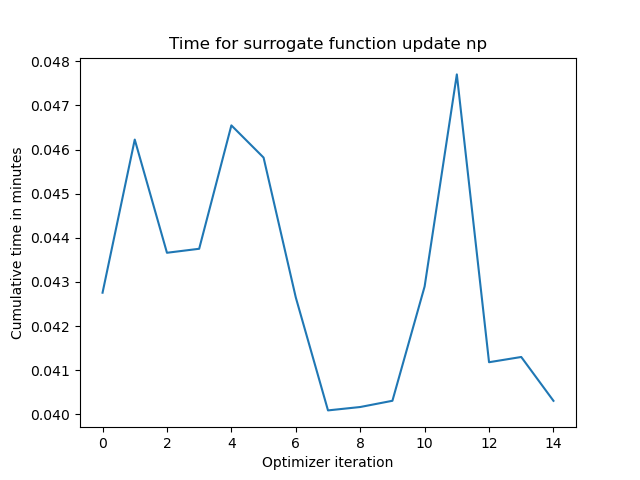 Time for surrogate function update np
Cumulative time in minutes
0.048
0.047
0.046
0.045
0.044
0.043
0.042
0.041
0.040
0 2 4 6 8 10 12 14
Optimizer iteration